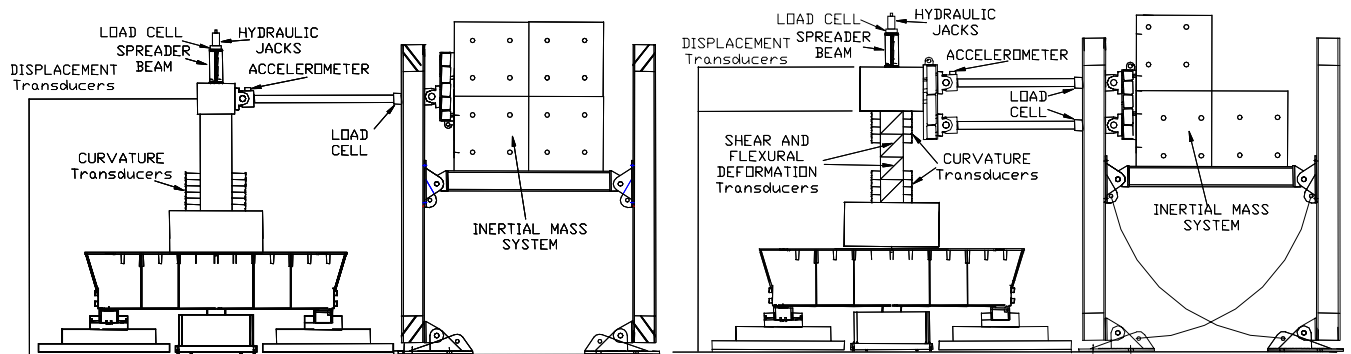 LOAD CELL
HYDRAULIC
JACKS
SPREADER
BEAM
DISPLACEMENT
Transducers
ACCELEROMETER
LOAD
CELL
CURVATURE
Transducers
INERTIAL MASS
SYSTEM
LOAD CELL
HYDRAULIC
JACKS
SPREADER
BEAM
DISPLACEMENT
Transducers
ACCELEROMETER
LOAD
CELL
SHEAR AND
FLEXURAL
DEFORMATION
Transducers
CURVATURE
Transducers
INERTIAL MASS
SYSTEM